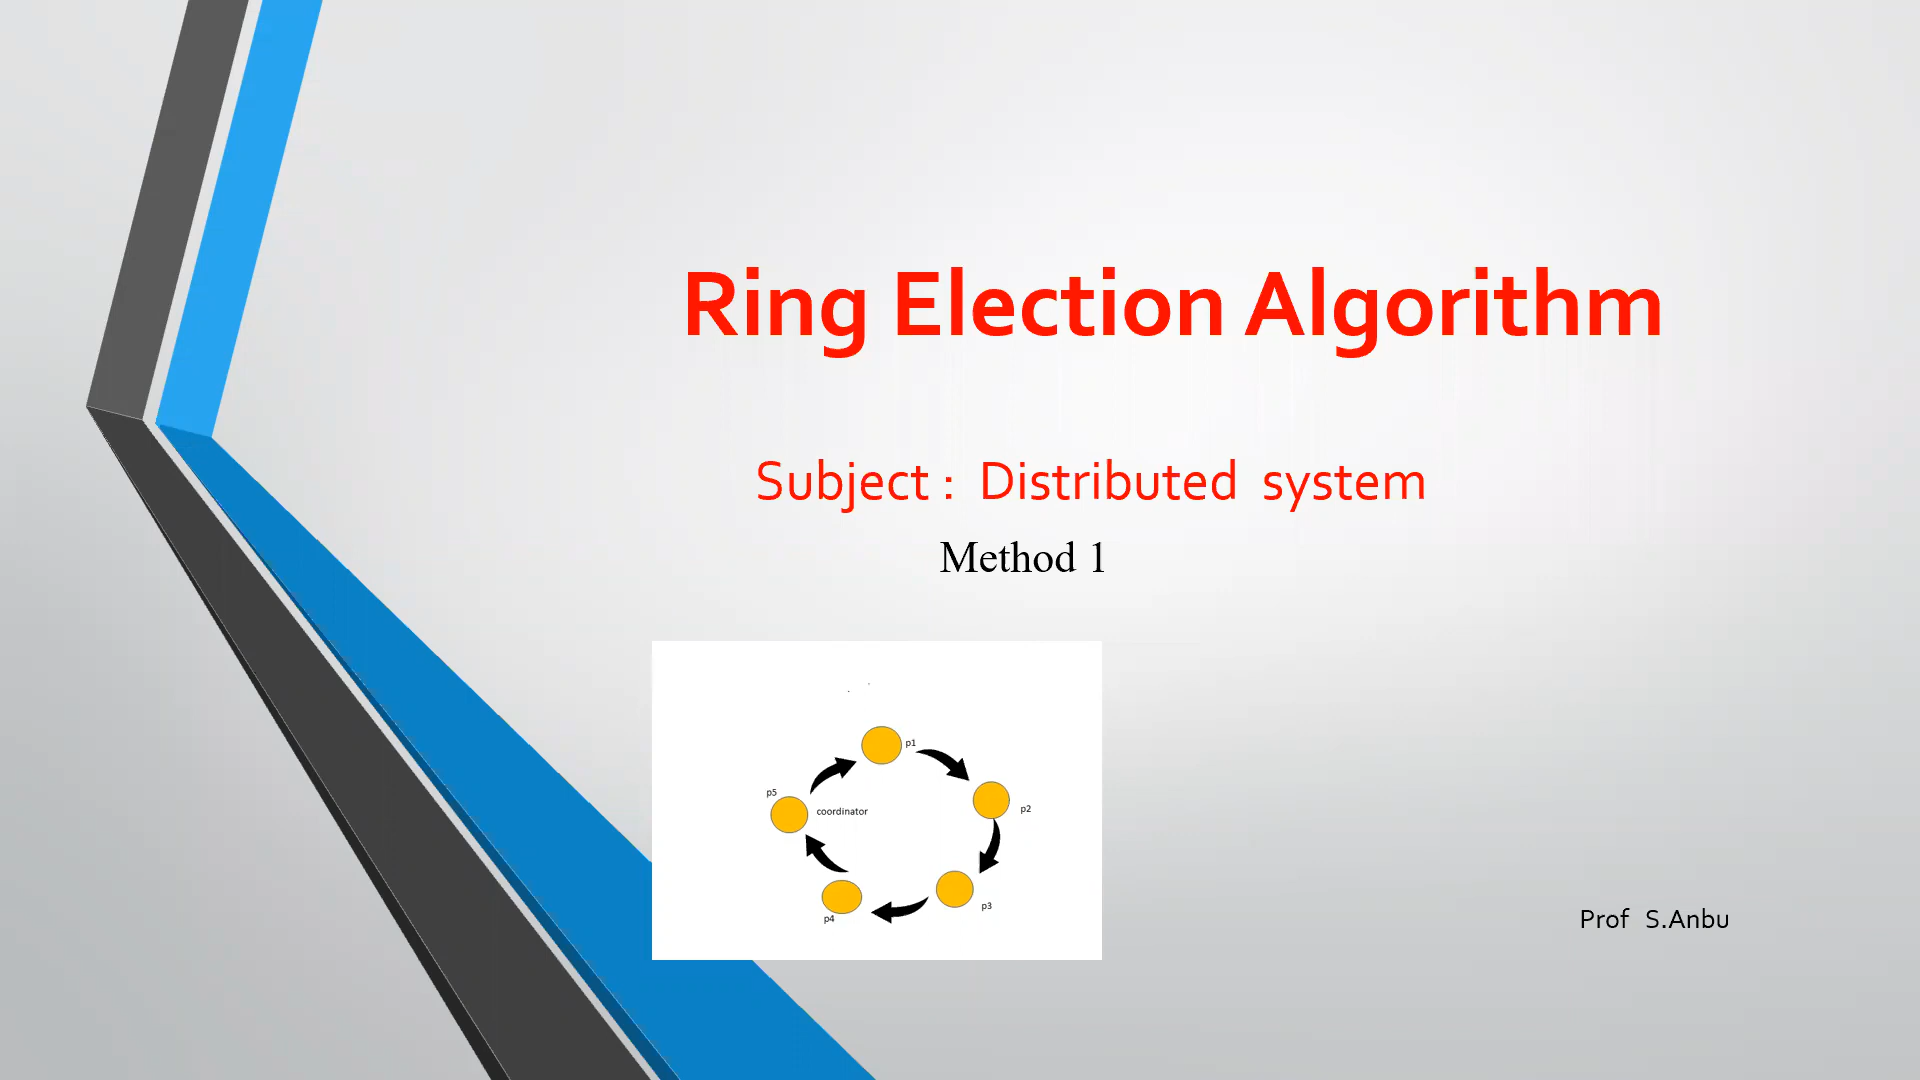 Ring Election Algorithm
Subject : Distributed system
Method 1
p1
p5
coordinator
p2
p3
p4
Prof S.Anbu